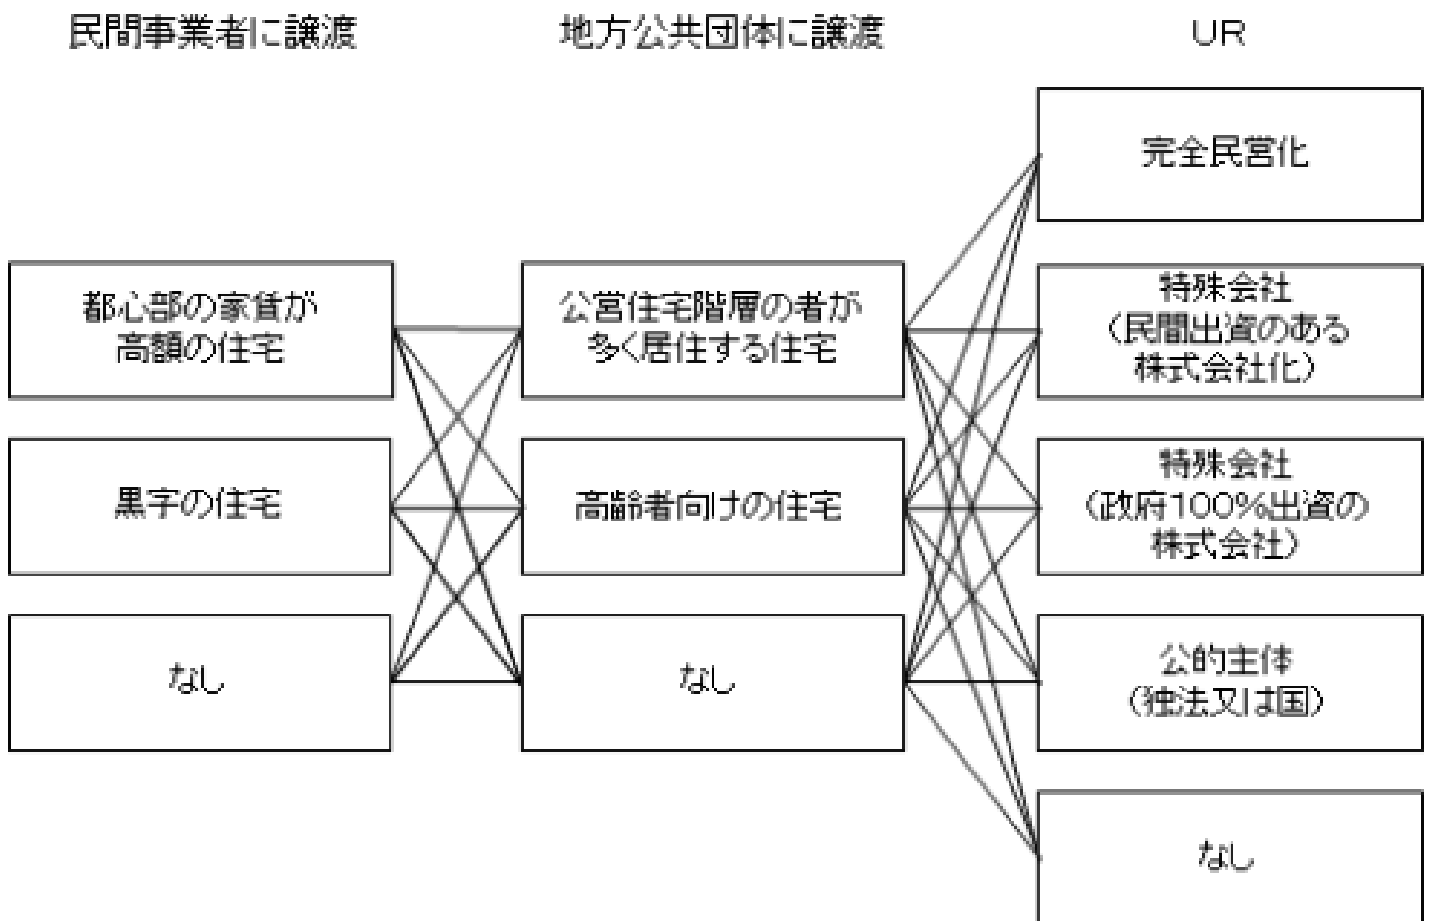 民間事業者に譲渡
地方公共団体に譲渡
UR
都心部の家賃が
高額の住宅
黒字の住宅
なし
公営住宅階層の者が
多く居住する住宅
高齢者向けの住宅
なし
完全民営化
特殊会社
（民間出資のある
株式会社化）
特殊会社
（政府100%出資の
株式会社）
公的主体
（独法又は国）
なし